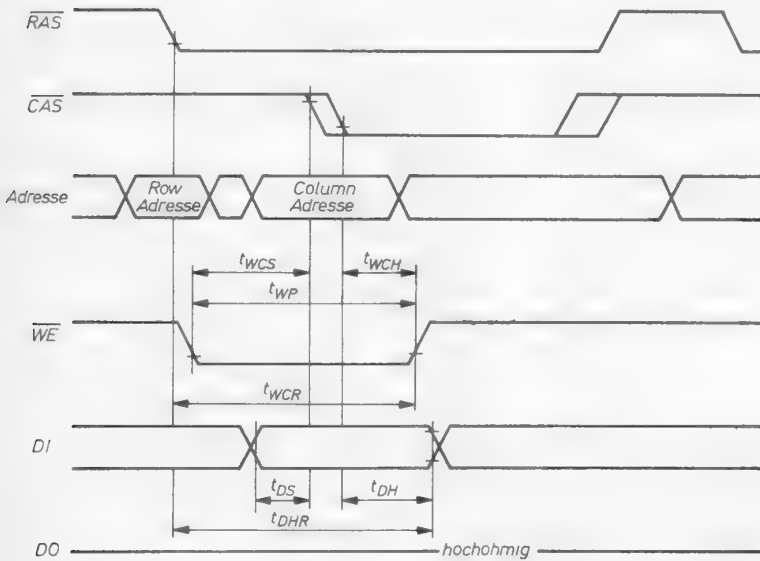 RAS
CAS
Adresse
Row
Adresse
Column
Adresse
tWCS
tWCH
tWP
WE
tWCR
DI
tDS
tDH
tDHR
DO
hochohmig